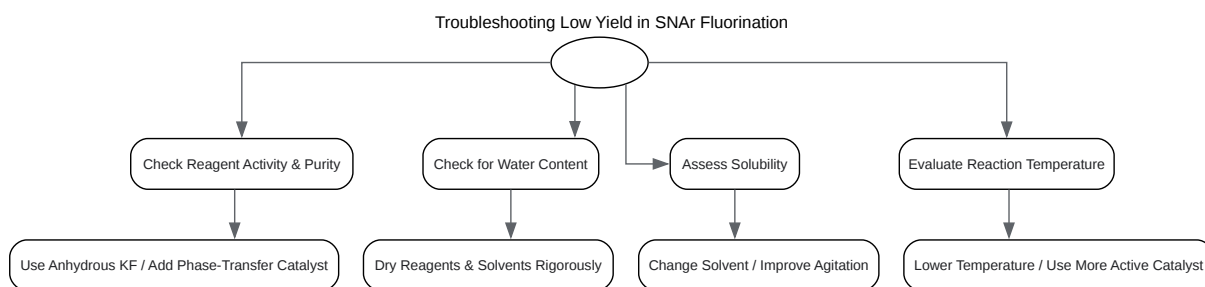 Troubleshooting Low Yield in SNAr Fluorination
Check Reagent Activity & Purity
Check for Water Content
Assess Solubility
Evaluate Reaction Temperature
Use Anhydrous KF / Add Phase-Transfer Catalyst
Dry Reagents & Solvents Rigorously
Change Solvent / Improve Agitation
Lower Temperature / Use More Active Catalyst